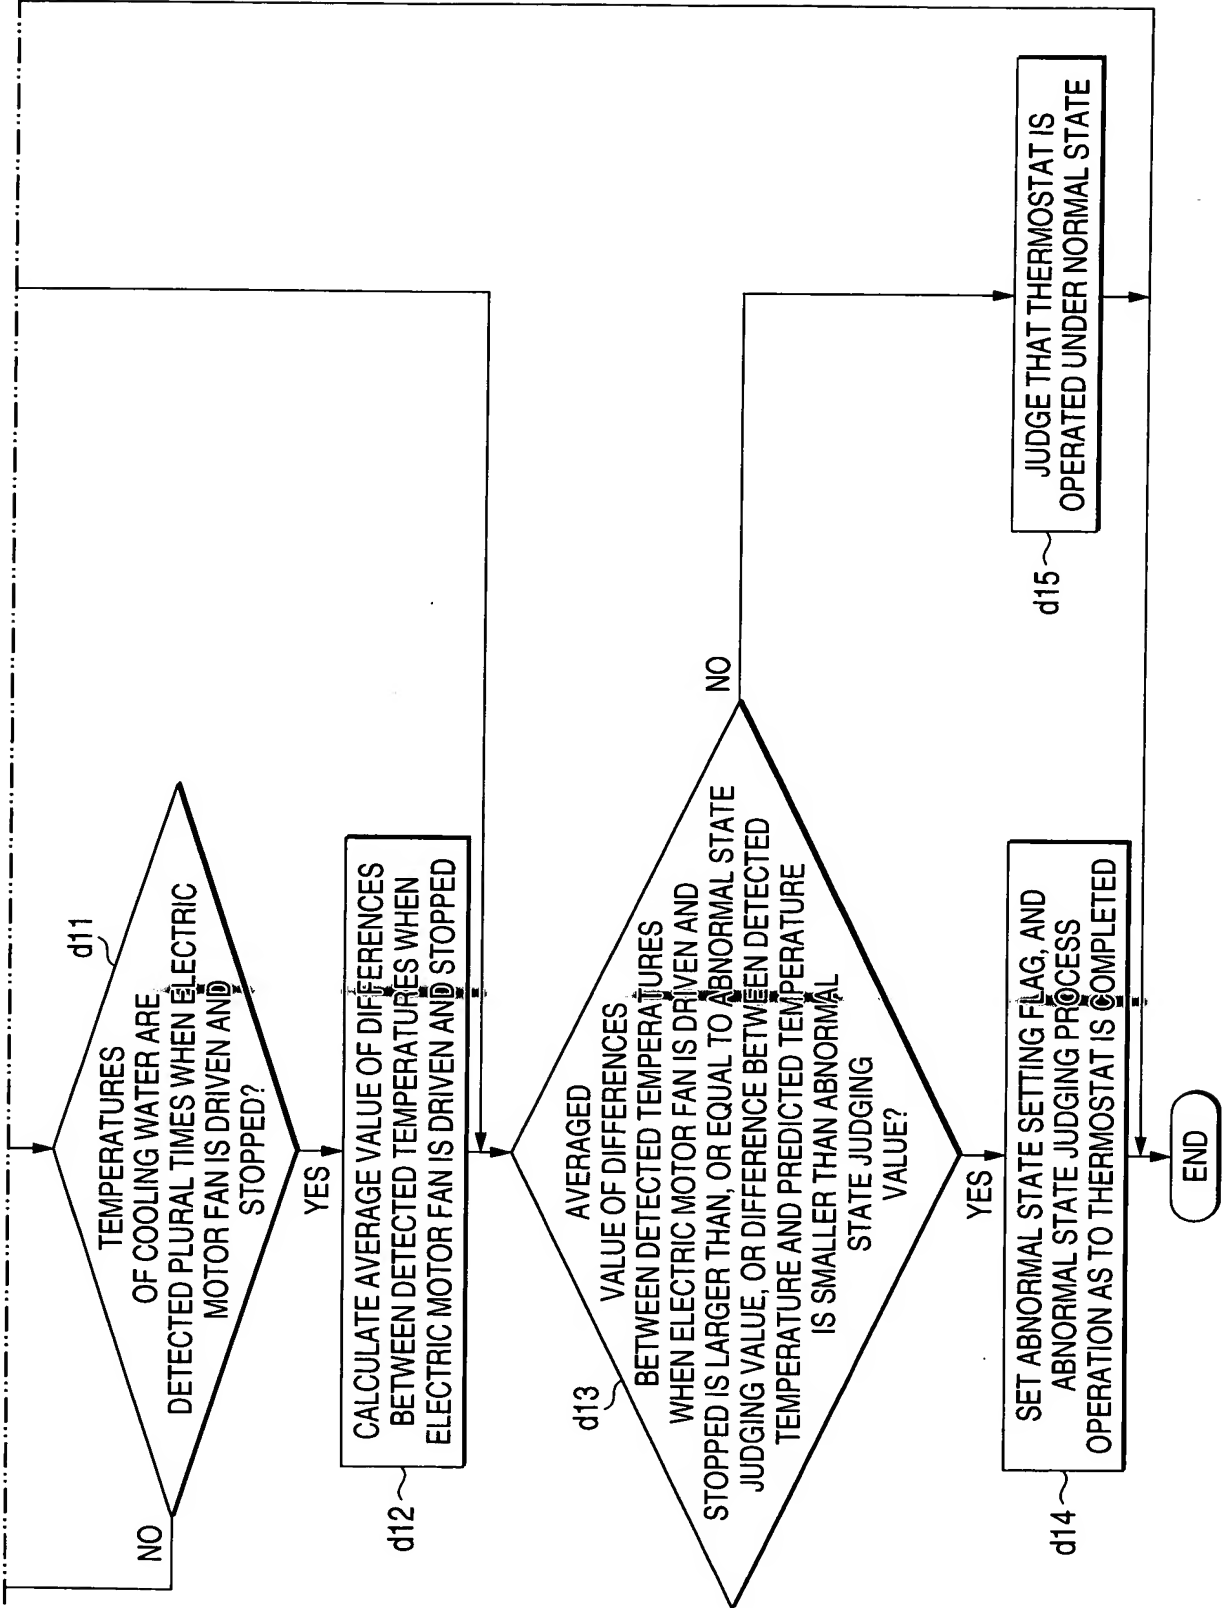 d11
TEMPERATURES
OF COOLING WATER ARE
DETECTED PLURAL TIMES WHEN ELECTRIC
MOTOR FAN IS DRIVEN AND
STOPPED?
NO
YES
d12
CALCULATE AVERAGE VALUE OF DIFFERENCES
BETWEEN DETECTED TEMPERATURES WHEN
ELECTRIC MOTOR FAN IS DRIVEN AND STOPPED
d13
AVERAGED
VALUE OF DIFFERENCES
BETWEEN DETECTED TEMPERATURES
WHEN ELECTRIC MOTOR FAN IS DRIVEN AND
STOPPED IS LARGER THAN, OR EQUAL TO ABNORMAL STATE
JUDGING VALUE, OR DIFFERENCE BETWEEN DETECTED
TEMPERATURE AND PREDICTED TEMPERATURE
IS SMALLER THAN ABNORMAL
STATE JUDGING
VALUE?
NO
YES
d14
SET ABNORMAL STATE SETTING FLAG, AND
ABNORMAL STATE JUDGING PROCESS
OPERATION AS TO THERMOSTAT IS COMPLETED
d15
JUDGE THAT THERMOSTAT IS
OPERATED UNDER NORMAL STATE
END